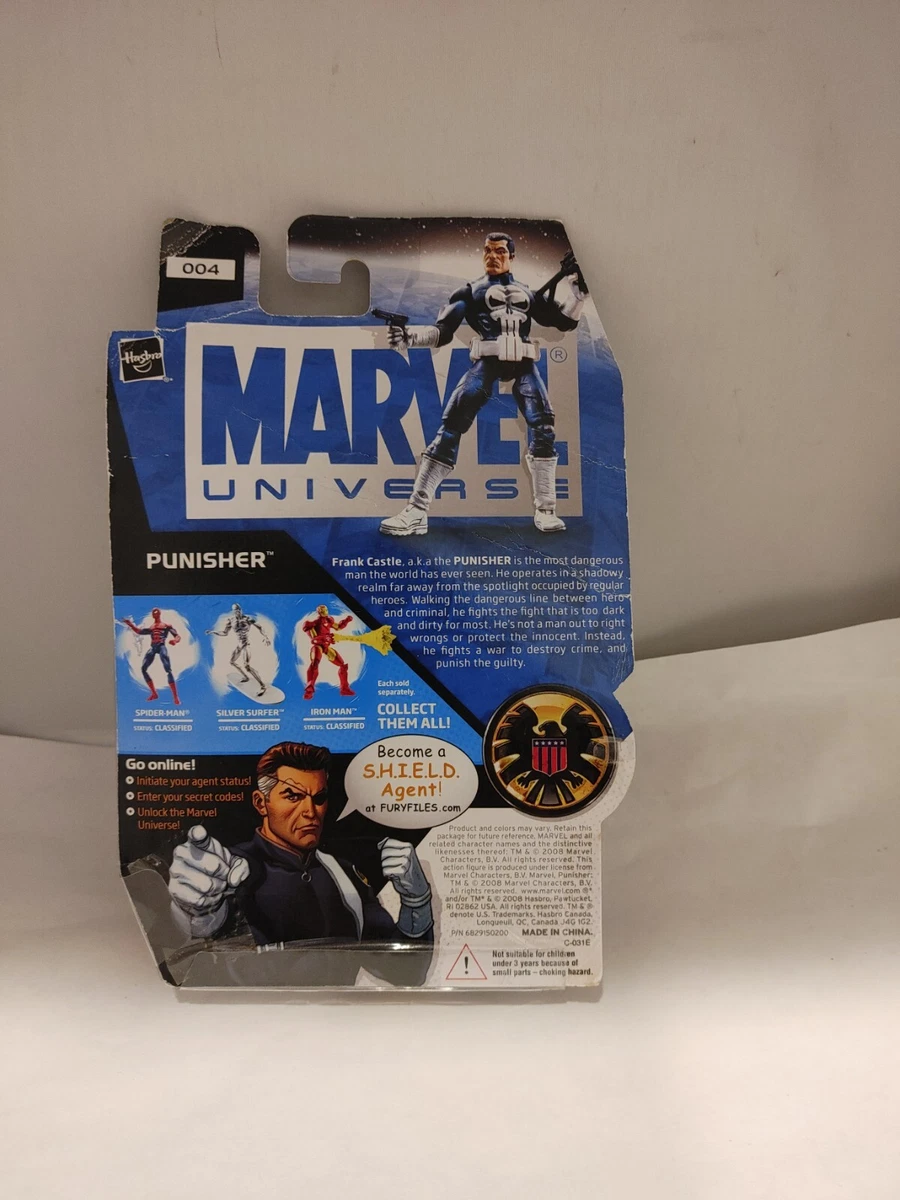 004
Hasbro
MARVEL ®
UNIVERSE
PUNISHER™
Frank Castle, a.k.a the PUNISHER is the most dangerous
man the world has ever seen. He operates in a shadowy
realm far away from the spotlight occupied by regular
heroes. Walking the dangerous line between hero
and criminal, he fights the fight that is too dark
and dirty for most. He's not a man out to right
wrongs or protect the innocent. Instead,
he fights a war to destroy crime, and
punish the guilty.
SPIDER-MAN®
STATUS: CLASSIFIED
SILVER SURFER™
STATUS: CLASSIFIED
IRON MAN™
STATUS: CLASSIFIED
Each sold
separately.
COLLECT
THEM ALL!
Go online!
Initiate your agent status!
Enter your secret codes!
Unlock the Marvel
Universe!
Become a
S.H.I.E.L.D.
Agent!
at FURYFILES.com
Product and colors may vary. Retain this
package for future reference. MARVEL and all
related character names and the distinctive
likenesses thereof: TM & © 2008 Marvel
Characters, B.V. All rights reserved. This
action figure is produced under license from
Marvel Characters, B.V. Marvel, Punisher:
TM & © 2008 Marvel Characters, B.V.
All rights reserved. www.marvel.com ®*
and/or TM* & © 2008 Hasbro, Pawtucket,
RI 02862 USA. All rights reserved. TM & ®
denote U.S. Trademarks. Hasbro Canada,
Longueuil, QC, Canada J4G 1G2.
P/N 6829150200 MADE IN CHINA.
C-031E
Not suitable for children
under 3 years because of
small parts – choking hazard.